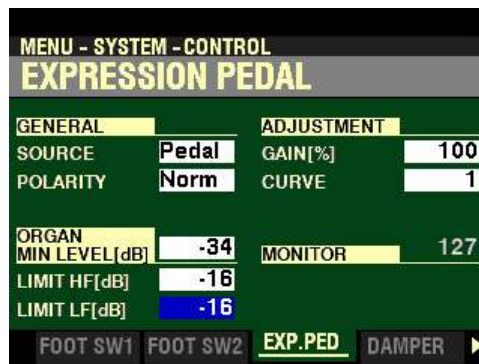 MENU - SYSTEM - CONTROL
EXPRESSION PEDAL
GENERAL
SOURCE Pedal
POLARITY Norm
ADJUSTMENT
GAIN[%] 100
CURVE 1
ORGAN
MIN LEVEL[dB] -34
LIMIT HF[dB] -16
LIMIT LF[dB] -16
MONITOR 127
FOOT SW1 FOOT SW2 EXP.PED DAMPER